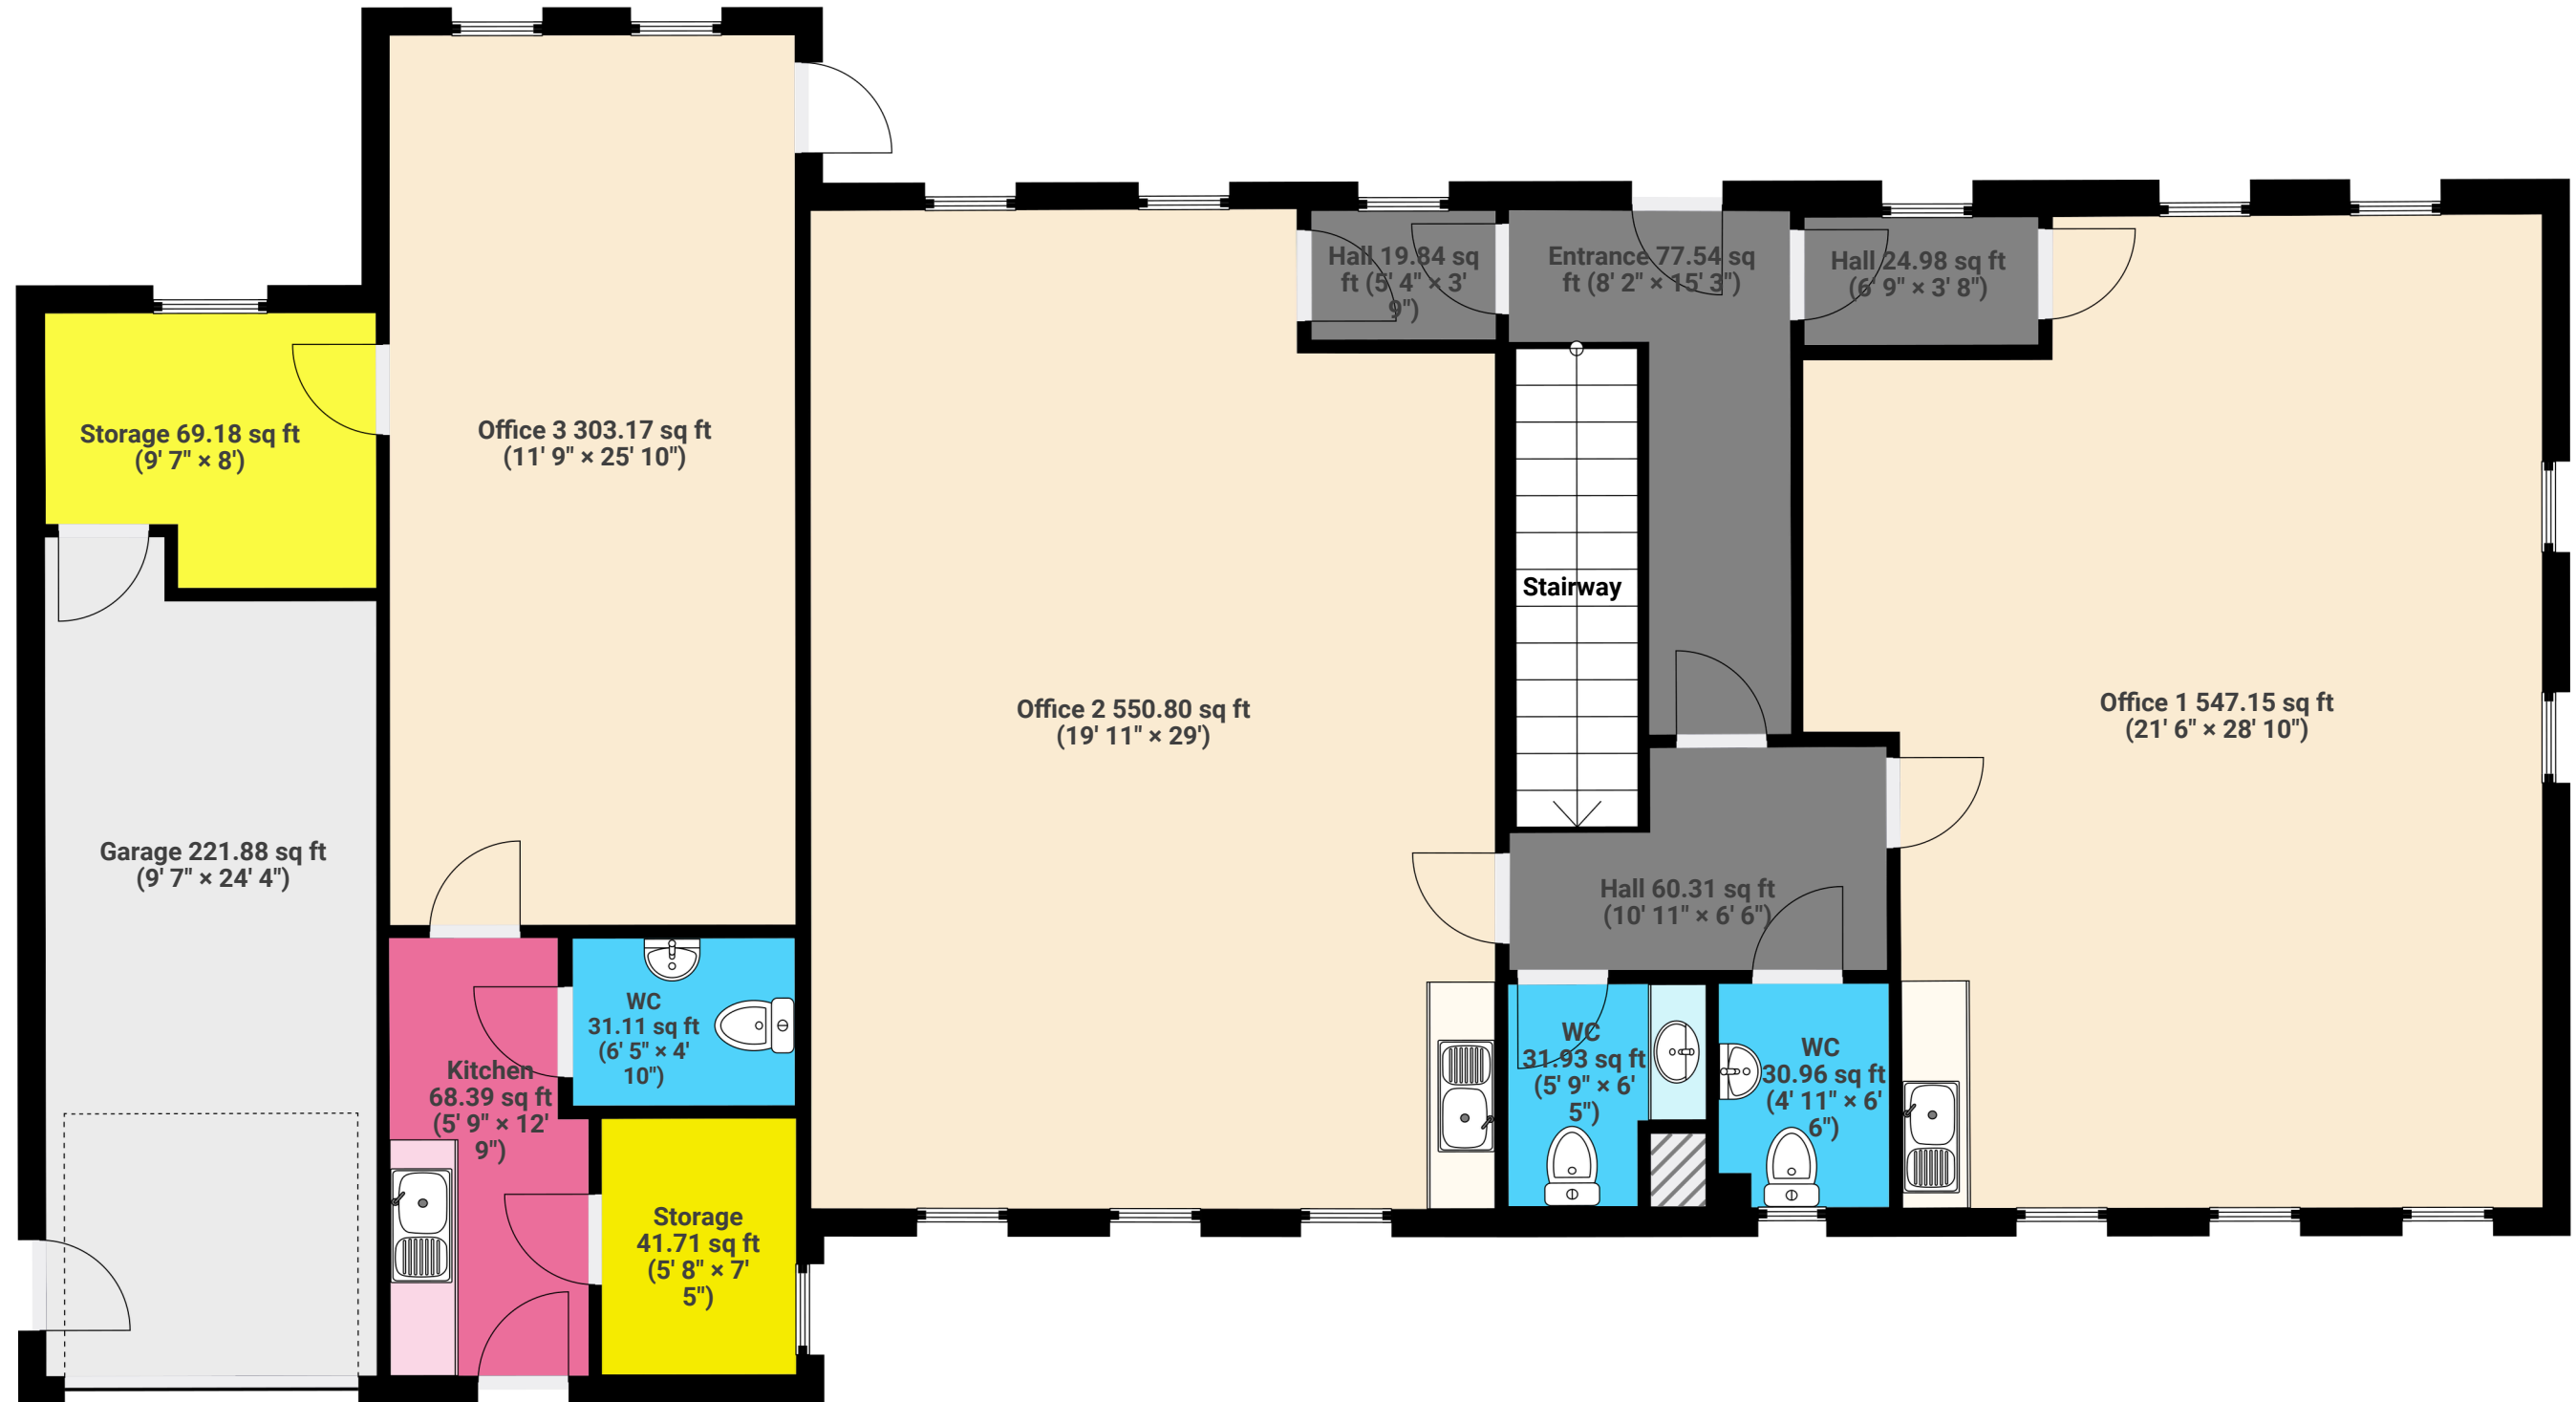 Hall 19.84 sq
ft (5' 4" × 3'
9")
Entrance 77.54 sq
ft (8' 2" × 15' 3")
Hall 24.98 sq ft
(6' 9" × 3' 8")
Storage 69.18 sq ft
(9' 7" × 8')
Office 3 303.17 sq ft
(11' 9" × 25' 10")
Stairway
Office 2 550.80 sq ft
(19' 11" × 29')
Office 1 547.15 sq ft
(21' 6" × 28' 10")
Garage 221.88 sq ft
(9' 7" × 24' 4")
Hall 60.31 sq ft
(10' 11" × 6' 6")
WC
31.11 sq ft
(6' 5" × 4'
10")
Kitchen
68.39 sq ft
(5' 9" × 12'
9")
WC
31.93 sq ft
(5' 9" × 6'
5")
WC
30.96 sq ft
(4' 11" × 6'
6")
Storage
41.71 sq ft
(5' 8" × 7'
5")